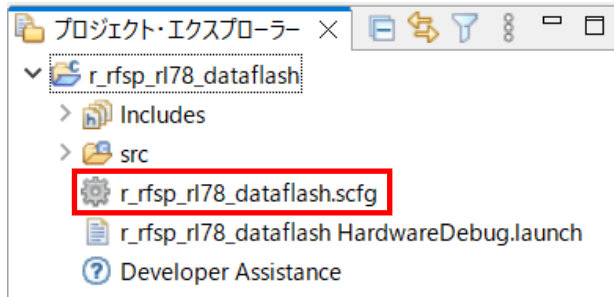 プロジェクト・エクスプローラー
r_rfsp_rl78_dataflash
Includes
src
r_rfsp_rl78_dataflash.scfg
r_rfsp_rl78_dataflash HardwareDebug.launch
Developer Assistance